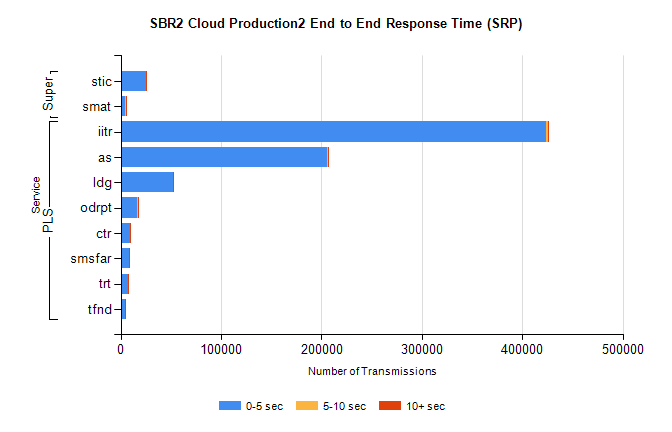 SBR2 Cloud Production2 End to End Response Time (SRP)
Super
stic
smat
Service
PLS
iitr
as
ldg
odrpt
ctr
smsfar
trt
tfnd
0 100000 200000 300000 400000 500000
Number of Transmissions
0-5 sec 5-10 sec 10+ sec